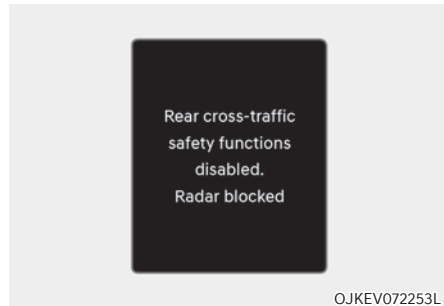 Rear cross-traffic
safety functions
disabled.
Radar blocked
OJKEV072253L